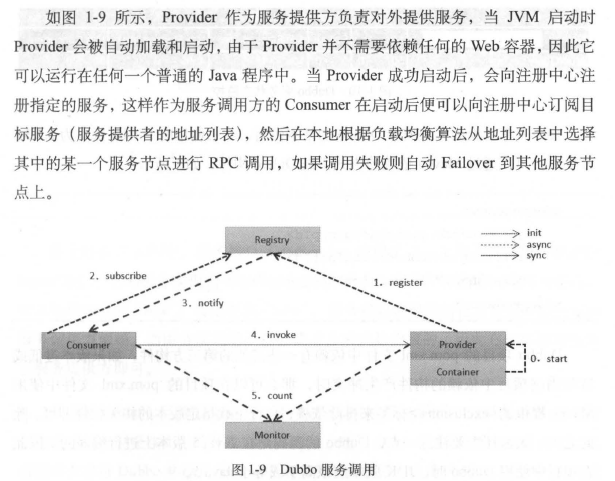 如图 1-9 所示，Provider 作为服务提供方负责对外提供服务，当 JVM 启动时
Provider 会被自动加载和启动，由于 Provider 并不需要依赖任何的 Web 容器，因此它
可以运行在任何一个普通的 Java 程序中。当 Provider 成功启动后，会向注册中心注
册指定的服务，这样作为服务调用方的 Consumer 在启动后便可以向注册中心订阅目
标服务（服务提供者的地址列表），然后在本地根据负载均衡算法从地址列表中选择
其中的某一个服务节点进行 RPC 调用，如果调用失败则自动 Failover 到其他服务节
点上。
init
async
sync
Registry
2、subscribe
1、register
3、notify
Consumer
4、invoke
Provider
Container
0、start
5、count
Monitor
图 1-9 Dubbo 服务调用